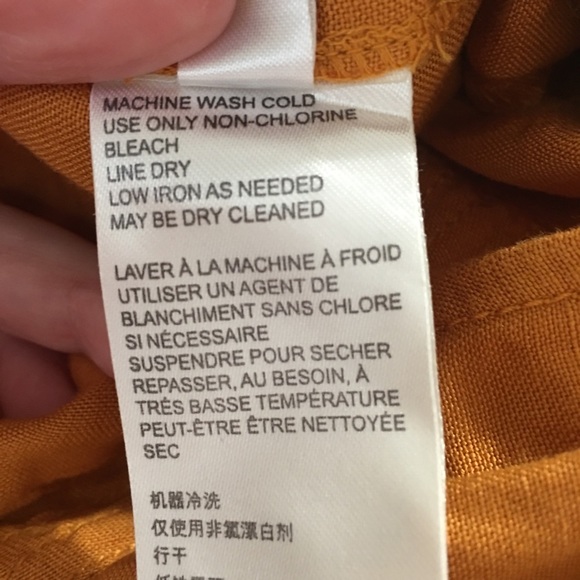 MACHINE WASH COLD
USE ONLY NON-CHLORINE
BLEACH
LINE DRY
LOW IRON AS NEEDED
MAY BE DRY CLEANED
LAVER À LA MACHINE À FROID
UTILISER UN AGENT DE
BLANCHIMENT SANS CHLORE
SI NÉCESSAIRE
SUSPENDRE POUR SECHER
REPASSER, AU BESOIN, À
TRÉS BASSE TEMPÉRATURE
PEUT-ÊTRE ÊTRE NETTOYÉE
SEC
机器冷洗
仅使用非氯漂白剂
行干